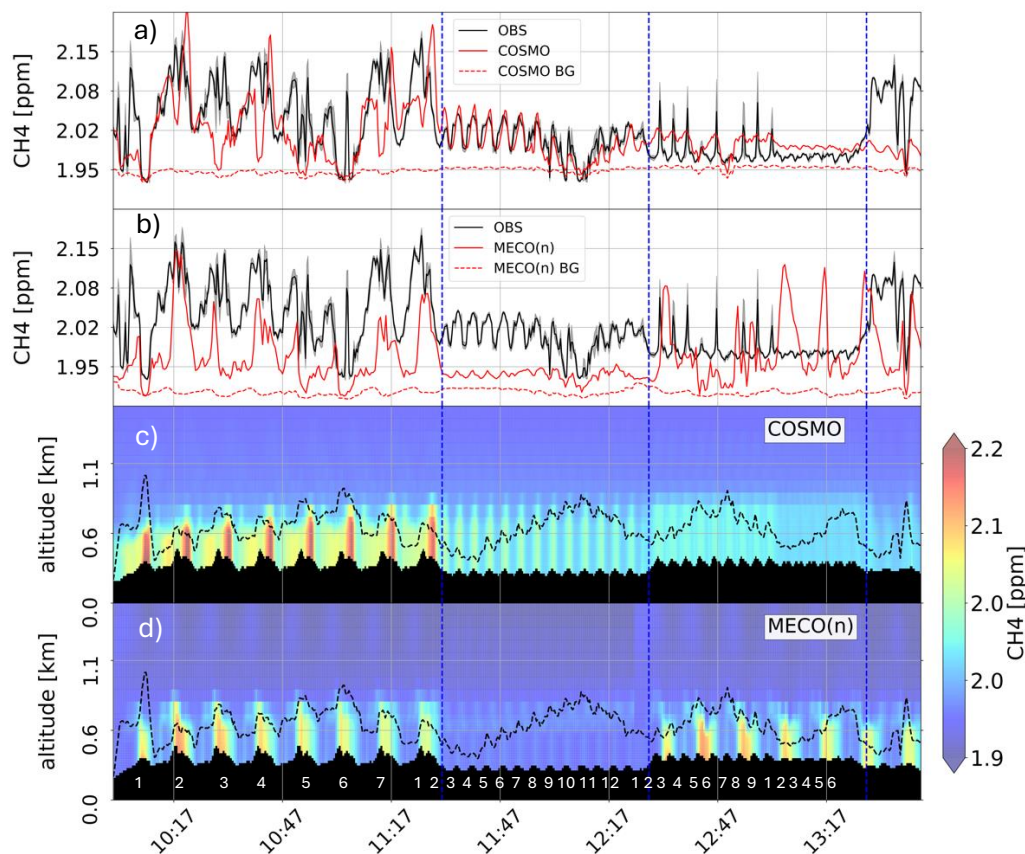 a)
OBS
COSMO
COSMO BG
CH4 [ppm]
2.15
2.08
2.02
1.95
b)
OBS
MECO(n)
MECO(n) BG
CH4 [ppm]
2.15
2.08
2.02
1.95
c)
COSMO
altitude [km]
1.1
0.6
0.0
d)
MECO(n)
altitude [km]
1.1
0.6
0.0
1 2 3 4 5 6 7 1 2 3 4 5 6 7 8 9 10 11 12 1 2 3 4 5 6 7 8 9 1 2 3 4 5 6
10:17 10:47 11:17 11:47 12:17 12:47 13:17
2.2
2.1
2.0
2.0
1.9
CH4 [ppm]